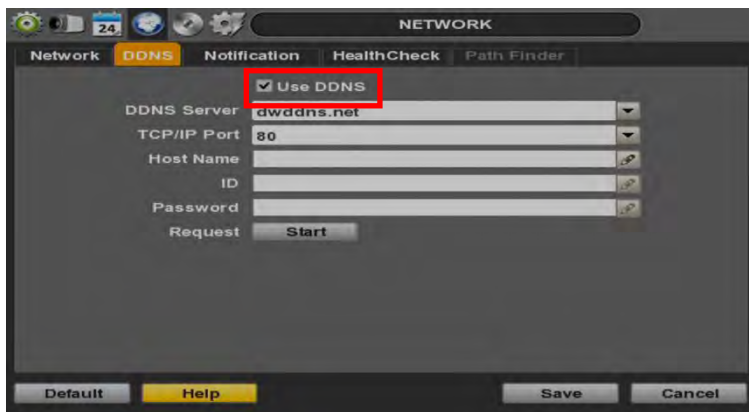 24
NETWORK
Network DDNS Notification HealthCheck Path Finder
Use DDNS
DDNS Server dwddns.net
TCP/IP Port 80
Host Name
ID
Password
Request Start
Default Help Save Cancel